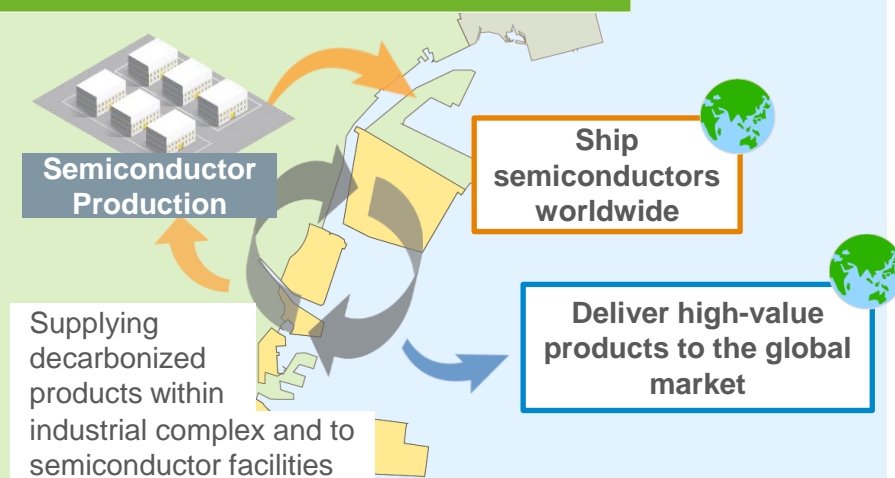 Semiconductor
Production
Ship
semiconductors
worldwide
Deliver high-value
products to the global
market
Supplying
decarbonized
products within
industrial complex and to
semiconductor facilities